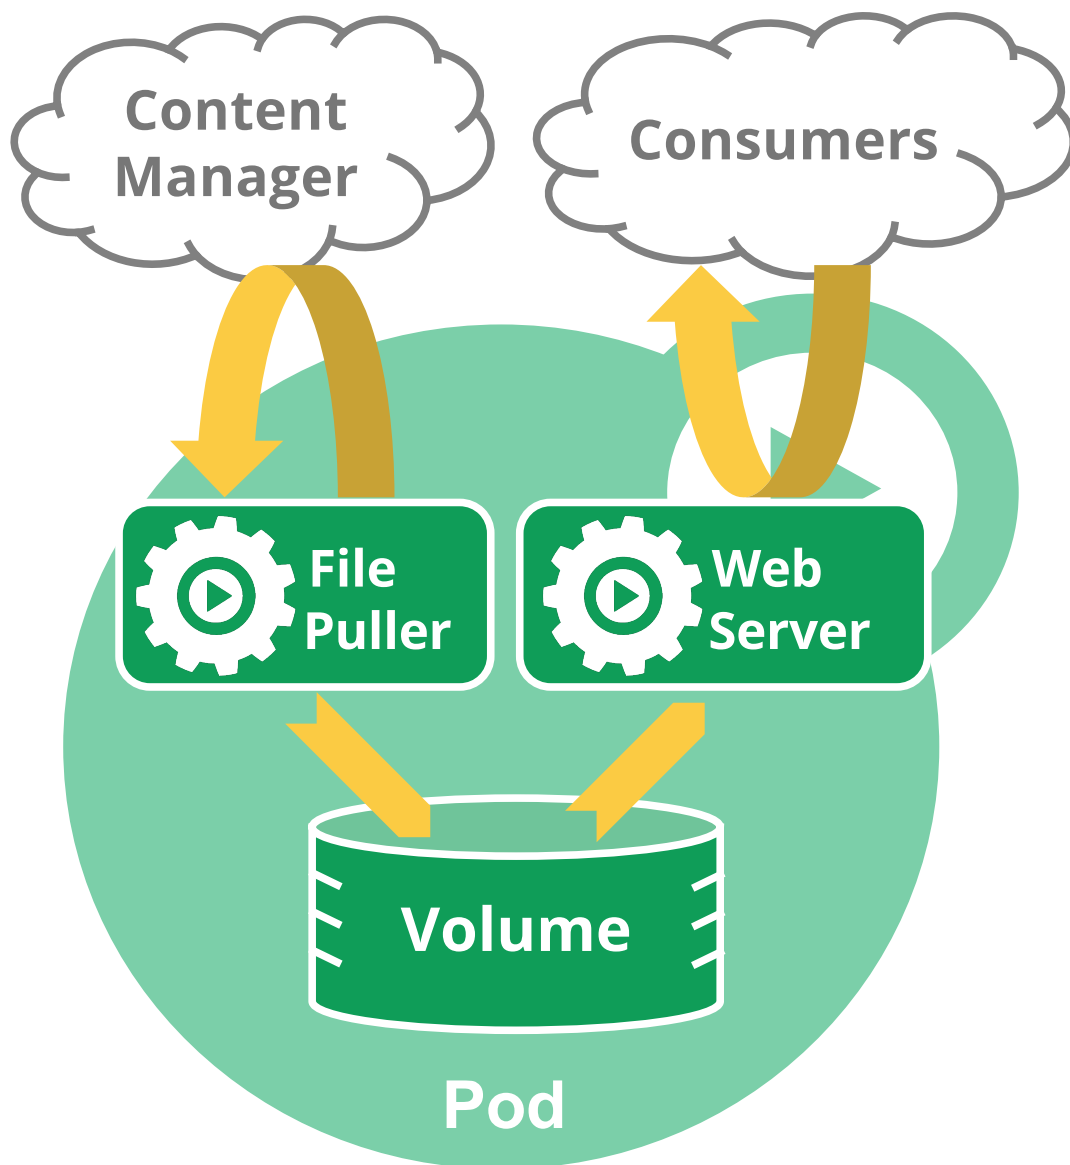 Content
Manager
Consumers
File
Puller
Web
Server
Volume
Pod